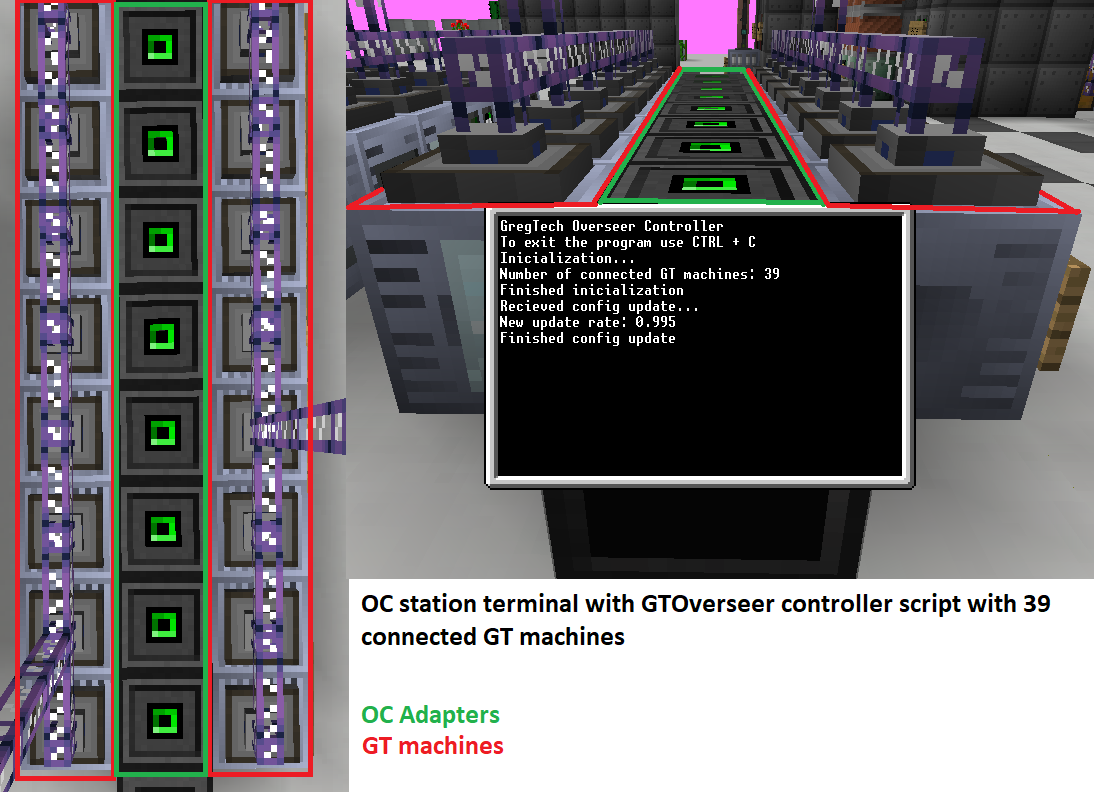 GregTech Overseer Controller
To exit the program use CTRL + C
Inicialization...
Number of connected GT machines: 39
Finished inicialization
Recieved config update...
New update rate: 0.995
Finished config update
OC station terminal with GTOverseer controller script with 39
connected GT machines
OC Adapters
GT machines